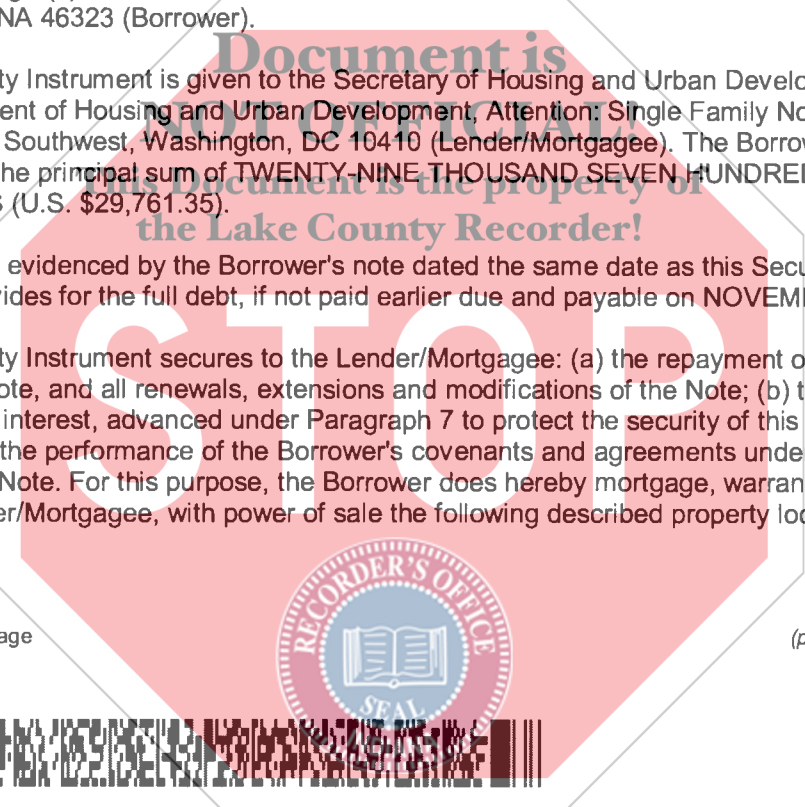 NA 46323 (Borrower).
Document is
ty Instrument is given to the Secretary of Housing and Urban Develo
ent of Housing and Urban Development, Attention: Single Family No
NOT OFFICIAL!
Southwest, Washington, DC 10410 (Lender/Mortgagee). The Borrow
he principal sum of TWENTY-NINE THOUSAND SEVEN HUNDRED
This Document is the property of
S (U.S. $29,761.35).
the Lake County Recorder!
evidenced by the Borrower's note dated the same date as this Secu
vides for the full debt, if not paid earlier due and payable on NOVEM
STOP
ty Instrument secures to the Lender/Mortgagee: (a) the repayment o
ote, and all renewals, extensions and modifications of the Note; (b) t
interest, advanced under Paragraph 7 to protect the security of this
the performance of the Borrower's covenants and agreements unde
Note. For this purpose, the Borrower does hereby mortgage, warran
er/Mortgagee, with power of sale the following described property loc
RECORDER'S OFFICE
age
(p
SEAL
INDIANA